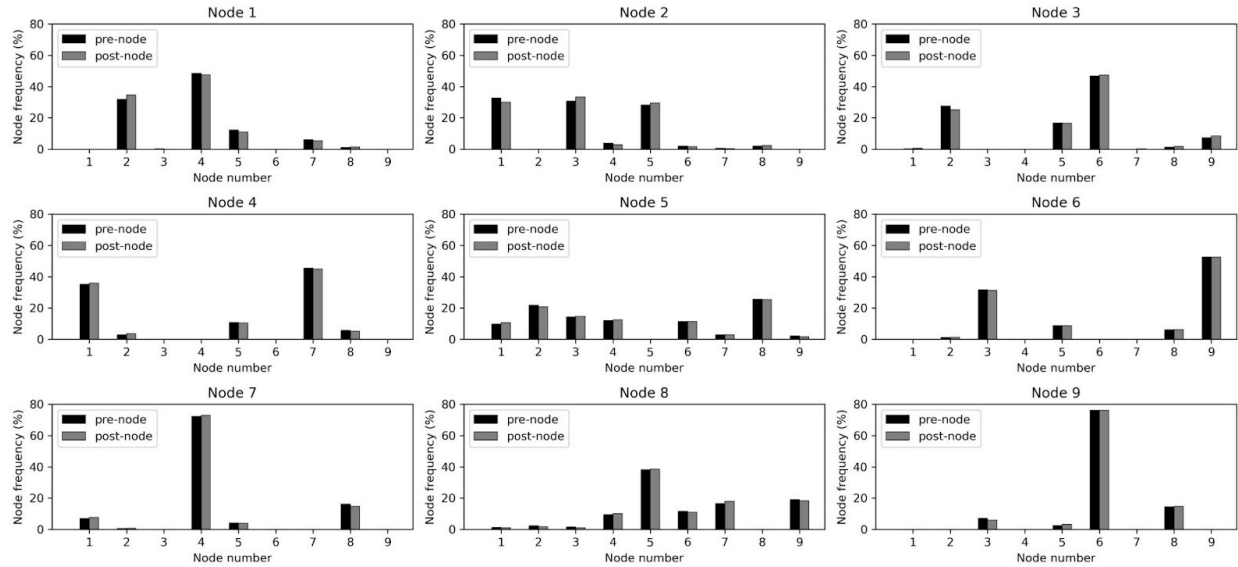 Node 1
80
60
40
20
0
Node frequency (%)
pre-node
post-node
1 2 3 4 5 6 7 8 9
Node number
Node 2
80
60
40
20
0
Node frequency (%)
pre-node
post-node
1 2 3 4 5 6 7 8 9
Node number
Node 3
80
60
40
20
0
Node frequency (%)
pre-node
post-node
1 2 3 4 5 6 7 8 9
Node number
Node 4
80
60
40
20
0
Node frequency (%)
pre-node
post-node
1 2 3 4 5 6 7 8 9
Node number
Node 5
80
60
40
20
0
Node frequency (%)
pre-node
post-node
1 2 3 4 5 6 7 8 9
Node number
Node 6
80
60
40
20
0
Node frequency (%)
pre-node
post-node
1 2 3 4 5 6 7 8 9
Node number
Node 7
80
60
40
20
0
Node frequency (%)
pre-node
post-node
1 2 3 4 5 6 7 8 9
Node number
Node 8
80
60
40
20
0
Node frequency (%)
pre-node
post-node
1 2 3 4 5 6 7 8 9
Node number
Node 9
80
60
40
20
0
Node frequency (%)
pre-node
post-node
1 2 3 4 5 6 7 8 9
Node number